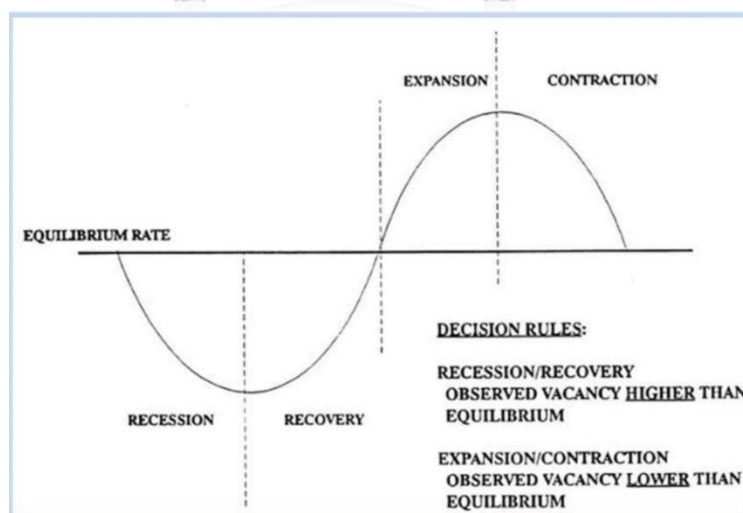 EXPANSION
CONTRACTION
EQUILIBRIUM RATE
RECESSION
RECOVERY
DECISION RULES:
RECESSION/RECOVERY
OBSERVED VACANCY HIGHER THAN
EQUILIBRIUM
EXPANSION/CONTRACTION
OBSERVED VACANCY LOWER THAN
EQUILIBRIUM